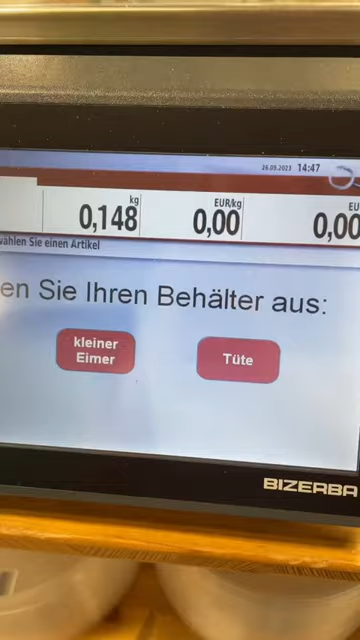 26.09.2023 14:47
kg EUR/kg EU
0,148 0,00 0,00
wählen Sie einen Artikel
en Sie Ihren Behälter aus:
kleiner
Eimer
Tüte
BIZERBA